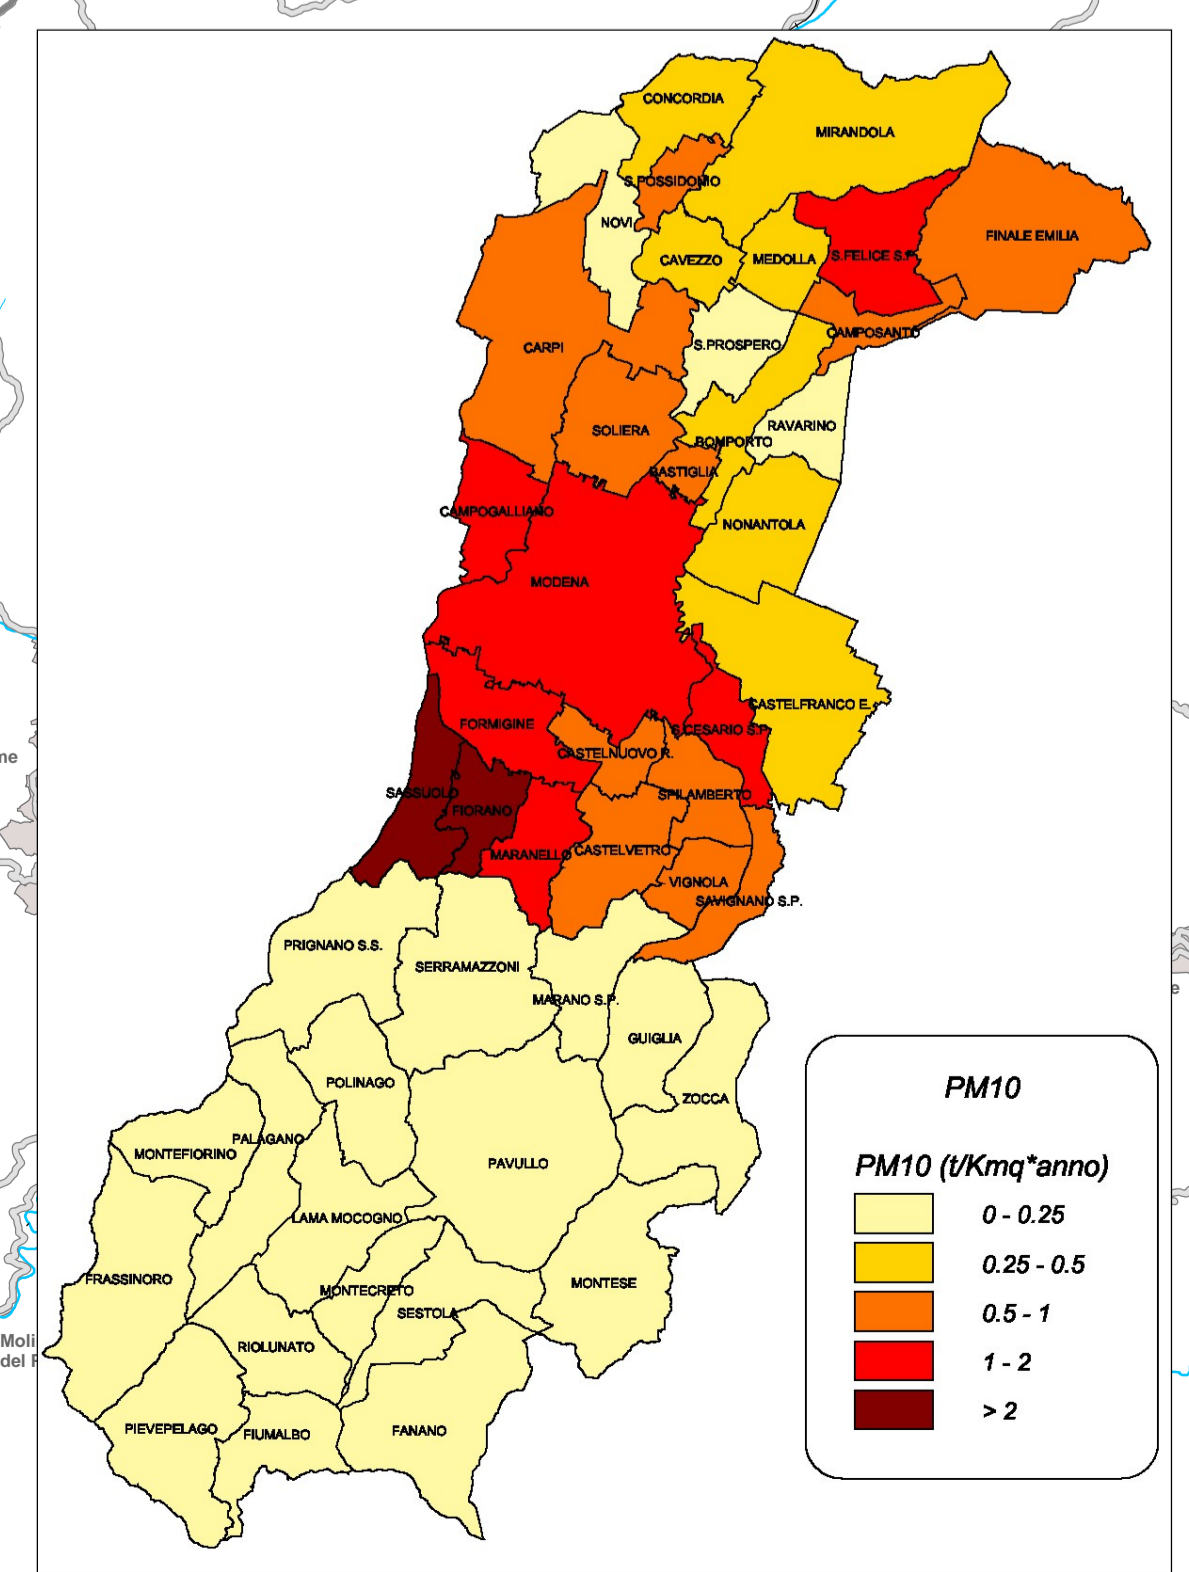 CONCORDIA
MIRANDOLA
S.POSSIDONIO
NOVI
FINALE EMILIA
CAVEZZO
MEDOLLA
S.FELICE S.P.
CAMPOSANTO
CARPI
S.PROSPERO
RAVARINO
SOLIERA
BOMPORTO
BASTIGLIA
CAMPOGALLIANO
NONANTOLA
MODENA
CASTELFRANCO E.
FORMIGINE
S.CESARIO S.P.
CASTELNUOVO R.
SASSUOLO
SPILAMBERTO
FIORANO
MARANELLO
CASTELVETRO
VIGNOLA
SAVIGNANO S.P.
PRIGNANO S.S.
SERRAMAZZONI
MARANO S.P.
GUIGLIA
POLINAGO
ZOCCA
PALAGANO
MONTEFIORINO
PAVULLO
LAMA MOCOGNO
FRASSINORO
MONTECRETO
MONTESE
SESTOLA
RIOLUNATO
PIEVEPELAGO
FIUMALBO
FANANO
PM10
PM10 (t/Kmq*anno)
0 - 0.25
0.25 - 0.5
0.5 - 1
1 - 2
> 2
Moli
del